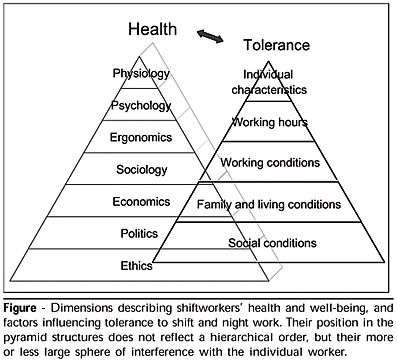 Health
Tolerance
Physiology
Psychology
Ergonomics
Sociology
Economics
Politics
Ethics
Individual
characteristics
Working hours
Working conditions
Family and living conditions
Social conditions
Figure - Dimensions describing shiftworkers' health and well-being, and
factors influencing tolerance to shift and night work. Their position in the
pyramid structures does not reflect a hierarchical order, but their more
or less large sphere of interference with the individual worker.